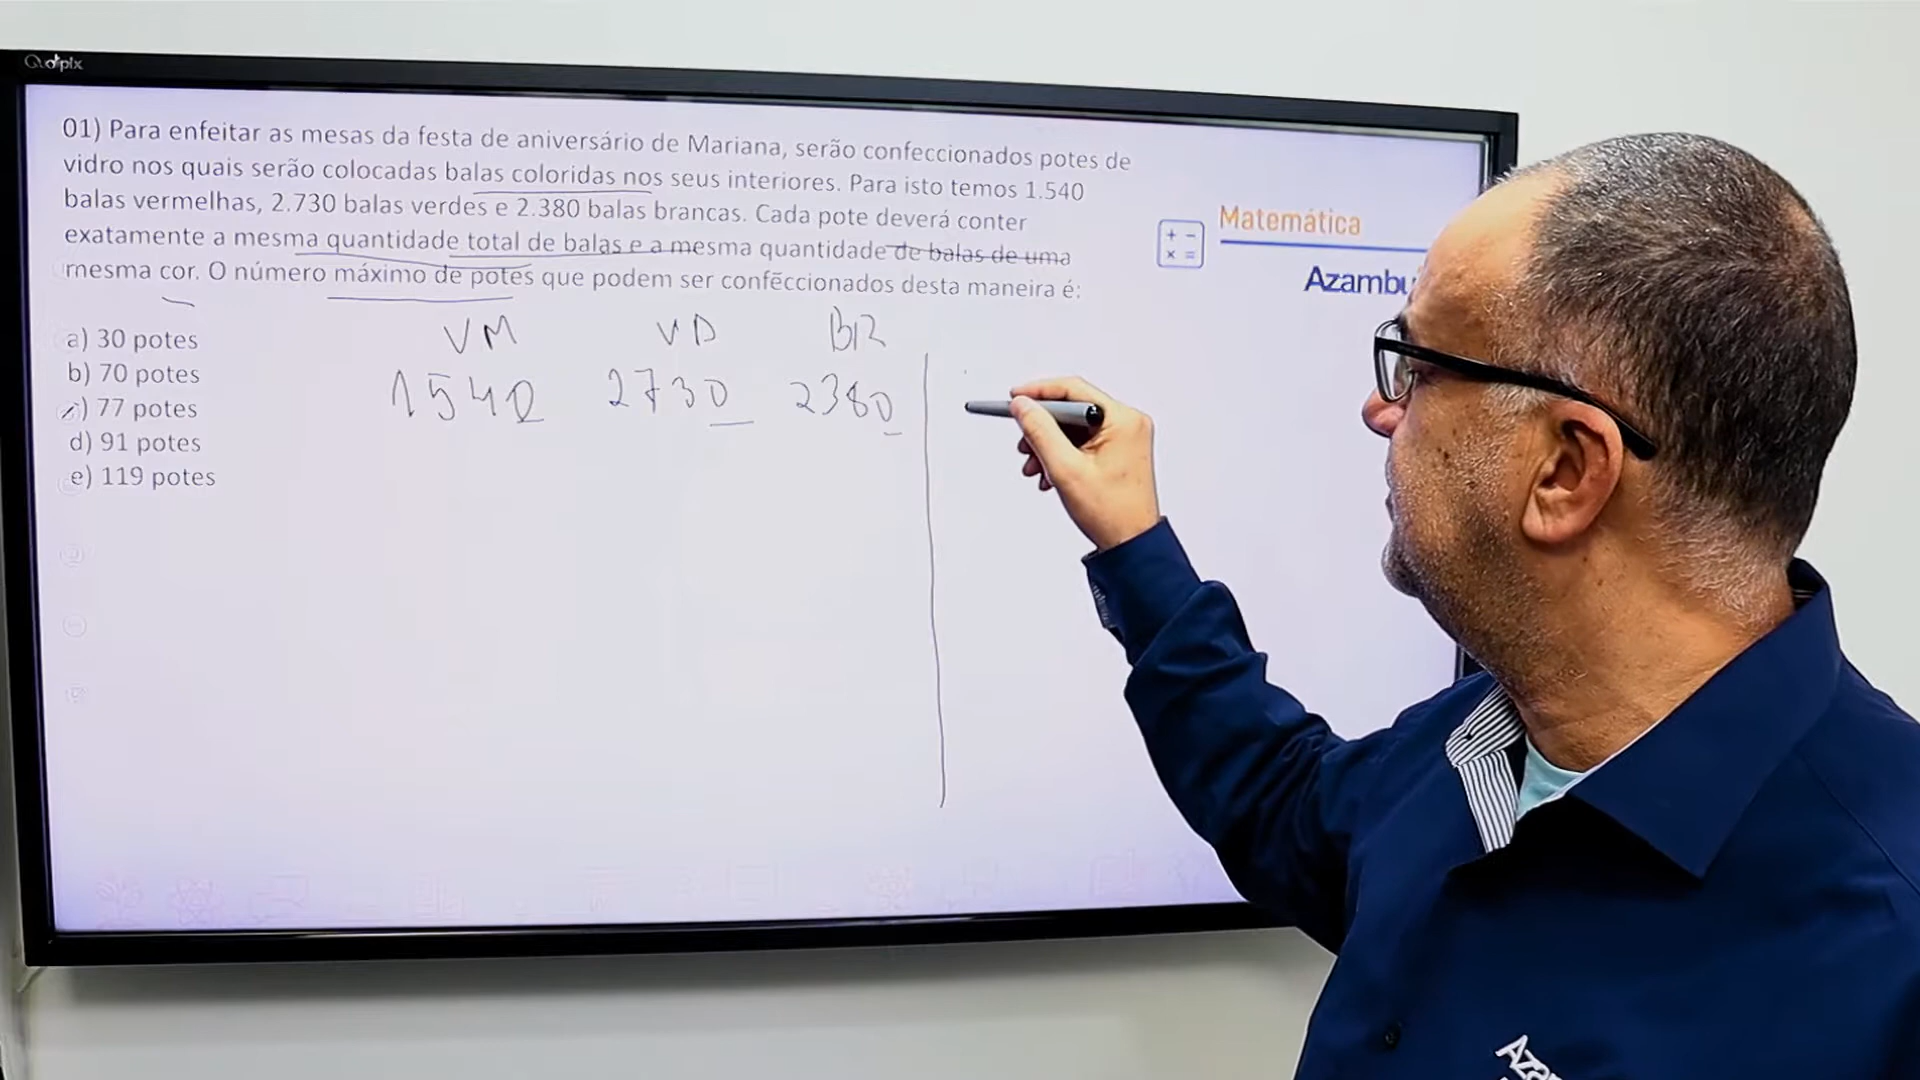 01) Para enfeitar as mesas da festa de aniversário de Mariana, serão confeccionados potes de
vidro nos quais serão colocadas balas coloridas nos seus interiores. Para isto temos 1.540
balas vermelhas, 2.730 balas verdes e 2.380 balas brancas. Cada pote deverá conter
exatamente a mesma quantidade total de balas e a mesma quantidade de balas de uma
mesma cor. O número máximo de potes que podem ser confeccionados desta maneira é:
a) 30 potes
b) 70 potes
) 77 potes
d) 91 potes
e) 119 potes
VM VD BR
1540 2730 2380
+ -
x =
Matemática
Azambu